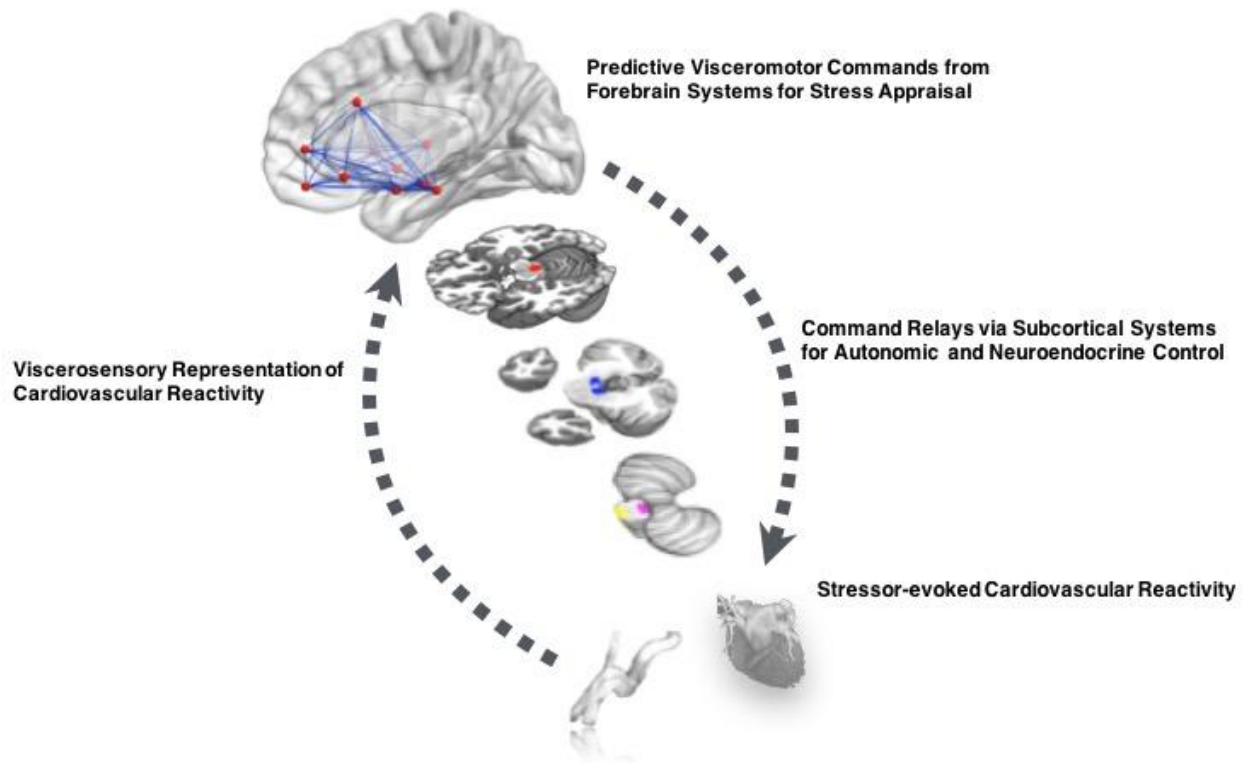 Predictive Visceromotor Commands from
Forebrain Systems for Stress Appraisal
Command Relays via Subcortical Systems
for Autonomic and Neuroendocrine Control
Viscerosensory Representation of
Cardiovascular Reactivity
Stressor-evoked Cardiovascular Reactivity